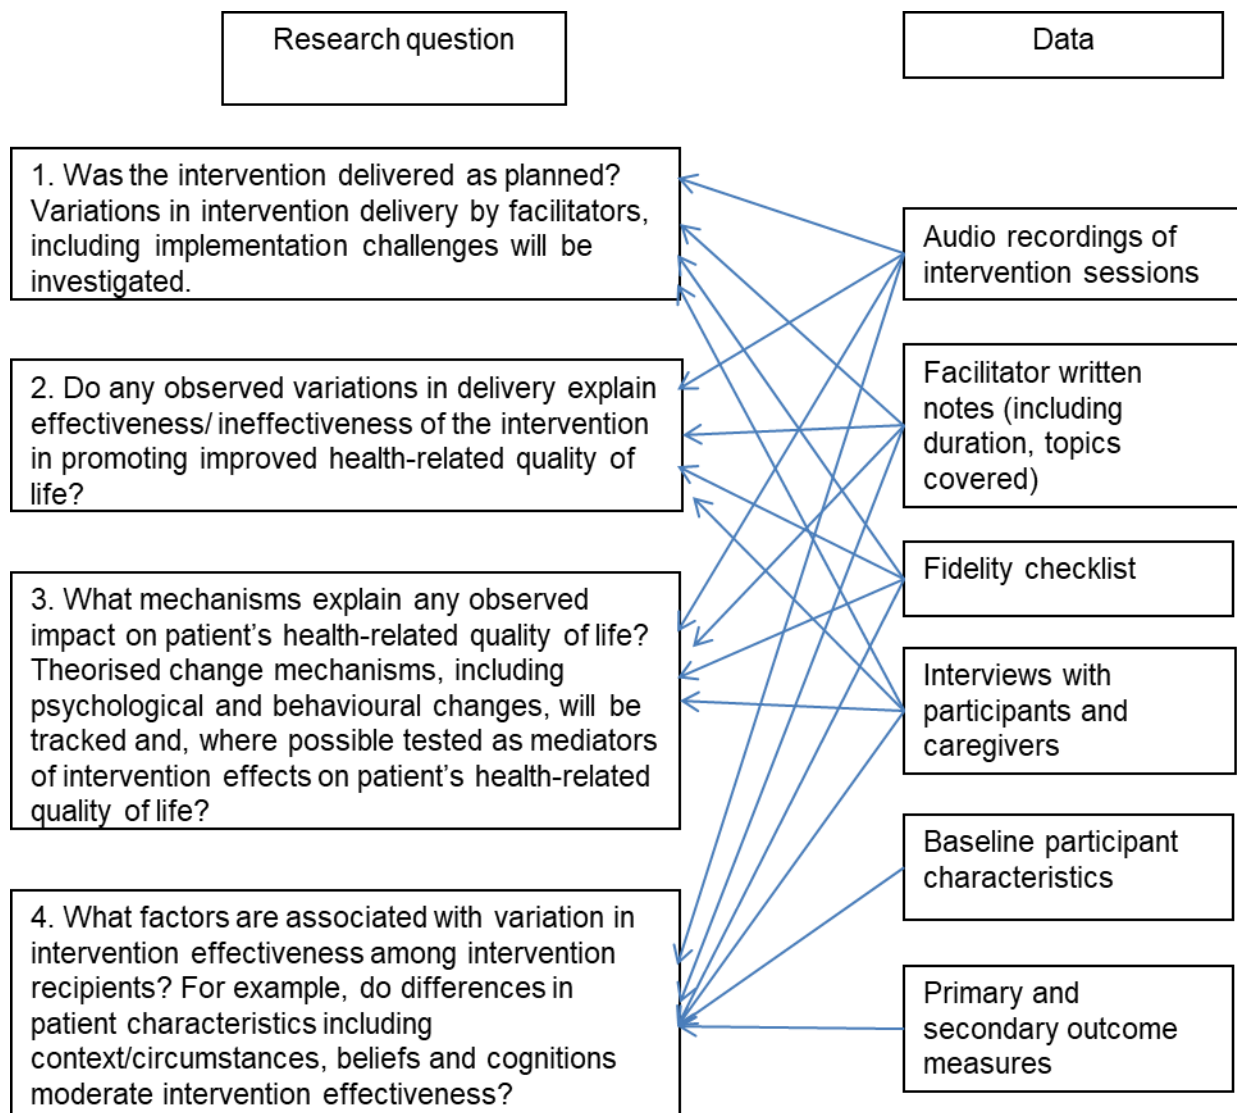 Research question
Data
1. Was the intervention delivered as planned?
Variations in intervention delivery by facilitators,
including implementation challenges will be
investigated.
2. Do any observed variations in delivery explain
effectiveness/ ineffectiveness of the intervention
in promoting improved health-related quality of
life?
3. What mechanisms explain any observed
impact on patient’s health-related quality of life?
Theorised change mechanisms, including
psychological and behavioural changes, will be
tracked and, where possible tested as mediators
of intervention effects on patient’s health-related
quality of life?
4. What factors are associated with variation in
intervention effectiveness among intervention
recipients? For example, do differences in
patient characteristics including
context/circumstances, beliefs and cognitions
moderate intervention effectiveness?
Audio recordings of
intervention sessions
Facilitator written
notes (including
duration, topics
covered)
Fidelity checklist
Interviews with
participants and
caregivers
Baseline participant
characteristics
Primary and
secondary outcome
measures